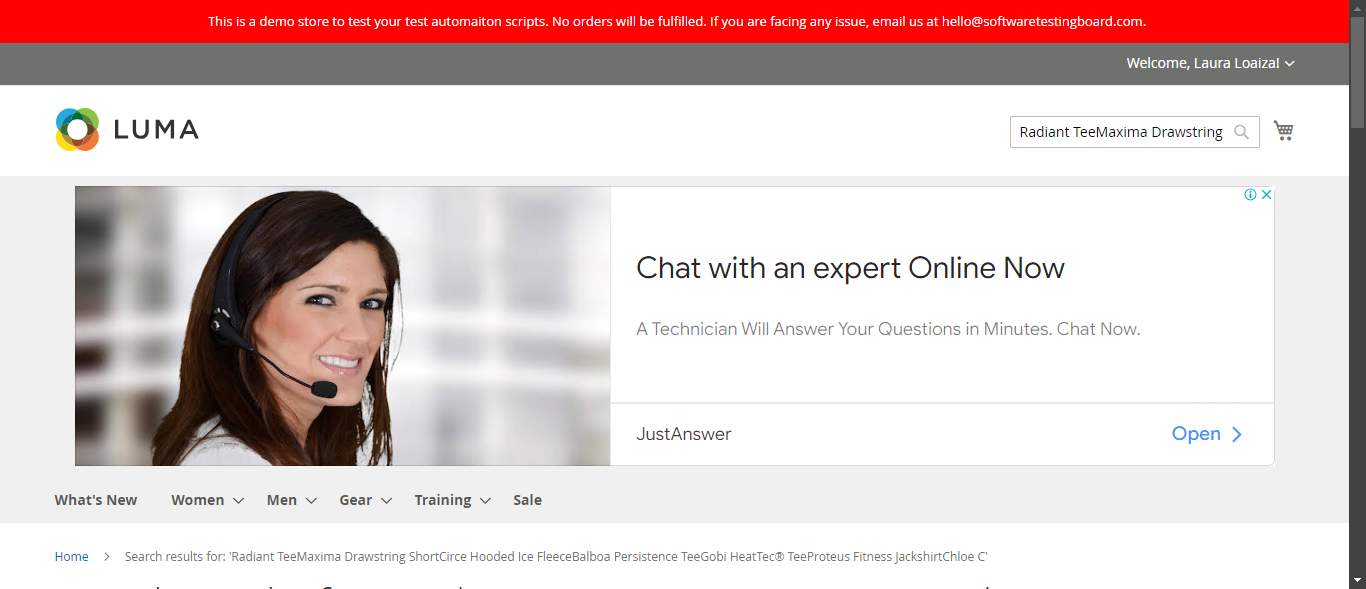 This is a demo store to test your test automaiton scripts. No orders will be fulfilled. If you are facing any issue, email us at hello@softwaretestingboard.com.
Welcome, Laura Loaiza!
LUMA
Radiant TeeMaxima Drawstring
Chat with an expert Online Now
A Technician Will Answer Your Questions in Minutes. Chat Now.
JustAnswer
Open
What's New Women Men Gear Training Sale
Home Search results for: 'Radiant TeeMaxima Drawstring ShortCirce Hooded Ice FleeceBalboa Persistence TeeGobi HeatTec® TeeProteus Fitness JackshirtChloe C'